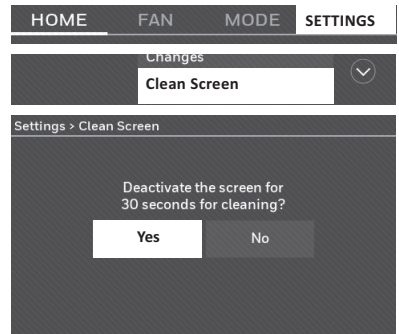 HOME FAN MODE SETTINGS
Changes
Clean Screen
Settings > Clean Screen
Deactivate the screen for
30 seconds for cleaning?
Yes No